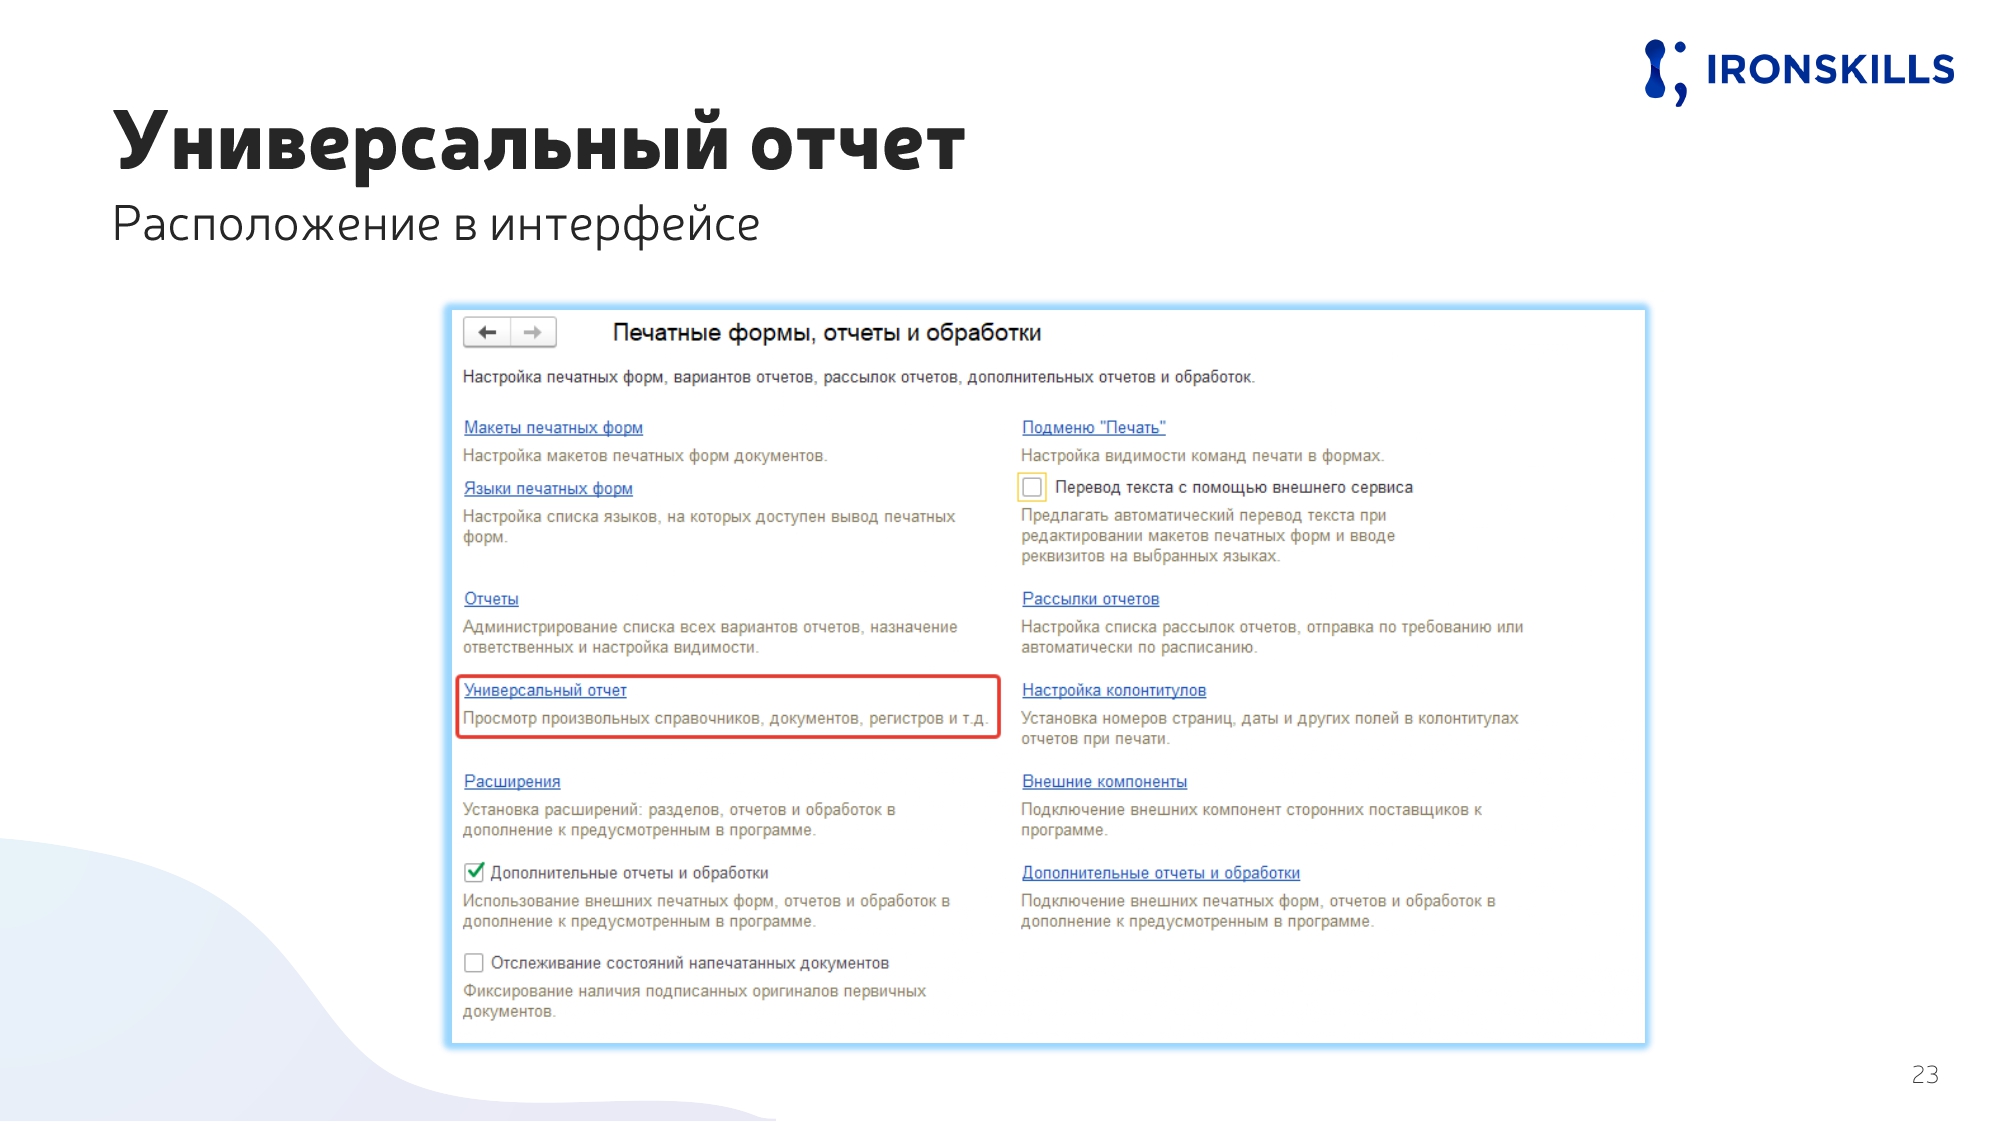 IRONSKILLS
Универсальный отчет
Расположение в интерфейсе
Печатные формы, отчеты и обработки
Настройка печатных форм, вариантов отчетов, рассылок отчетов, дополнительных отчетов и обработок.
Макеты печатных форм
Настройка макетов печатных форм документов.
Языки печатных форм
Настройка списка языков, на которых доступен вывод печатных
форм.
Подменю "Печать"
Настройка видимости команд печати в формах.
Перевод текста с помощью внешнего сервиса
Предлагать автоматический перевод текста при
редактировании макетов печатных форм и вводе
реквизитов на выбранных языках.
Отчеты
Администрирование списка всех вариантов отчетов, назначение
ответственных и настройка видимости.
Рассылки отчетов
Настройка списка рассылок отчетов, отправка по требованию или
автоматически по расписанию.
Универсальный отчет
Просмотр произвольных справочников, документов, регистров и т.д.
Настройка колонтитулов
Установка номеров страниц, даты и других полей в колонтитулах
отчетов при печати.
Расширения
Установка расширений: разделов, отчетов и обработок в
дополнение к предусмотренным в программе.
Внешние компоненты
Подключение внешних компонент сторонних поставщиков к
программе.
Дополнительные отчеты и обработки
Использование внешних печатных форм, отчетов и обработок в
дополнение к предусмотренным в программе.
Дополнительные отчеты и обработки
Подключение внешних печатных форм, отчетов и обработок в
дополнение к предусмотренным в программе.
Отслеживание состояний напечатанных документов
Фиксирование наличия подписанных оригиналов первичных
документов.
23